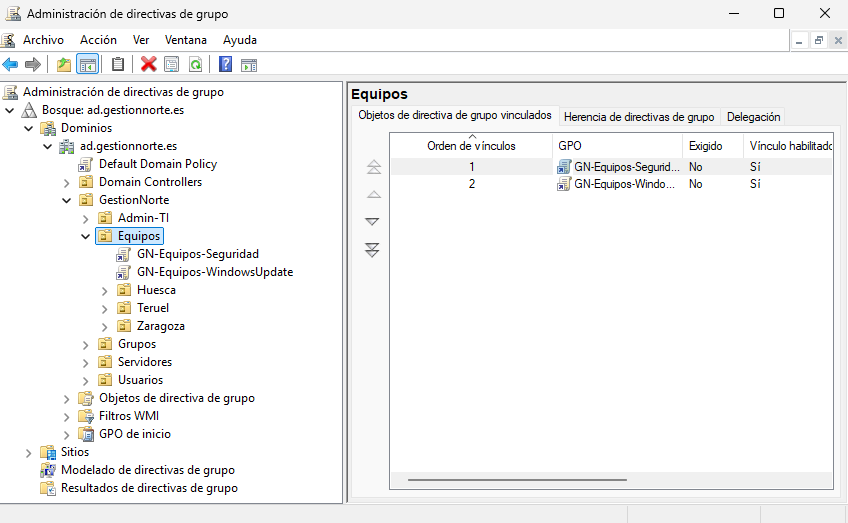 Administración de directivas de grupo
Archivo Acción Ver Ventana Ayuda
Administración de directivas de grupo
Bosque: ad.gestionnorte.es
Dominios
ad.gestionnorte.es
Default Domain Policy
Domain Controllers
GestionNorte
Admin-TI
Equipos
GN-Equipos-Seguridad
GN-Equipos-WindowsUpdate
Huesca
Teruel
Zaragoza
Grupos
Servidores
Usuarios
Objetos de directiva de grupo
Filtros WMI
GPO de inicio
Sitios
Modelado de directivas de grupo
Resultados de directivas de grupo
Equipos
Objetos de directiva de grupo vinculados Herencia de directivas de grupo Delegación
Orden de vínculos GPO Exigido Vínculo habilitado
1 GN-Equipos-Segurid... No Sí
2 GN-Equipos-Windo... No Sí